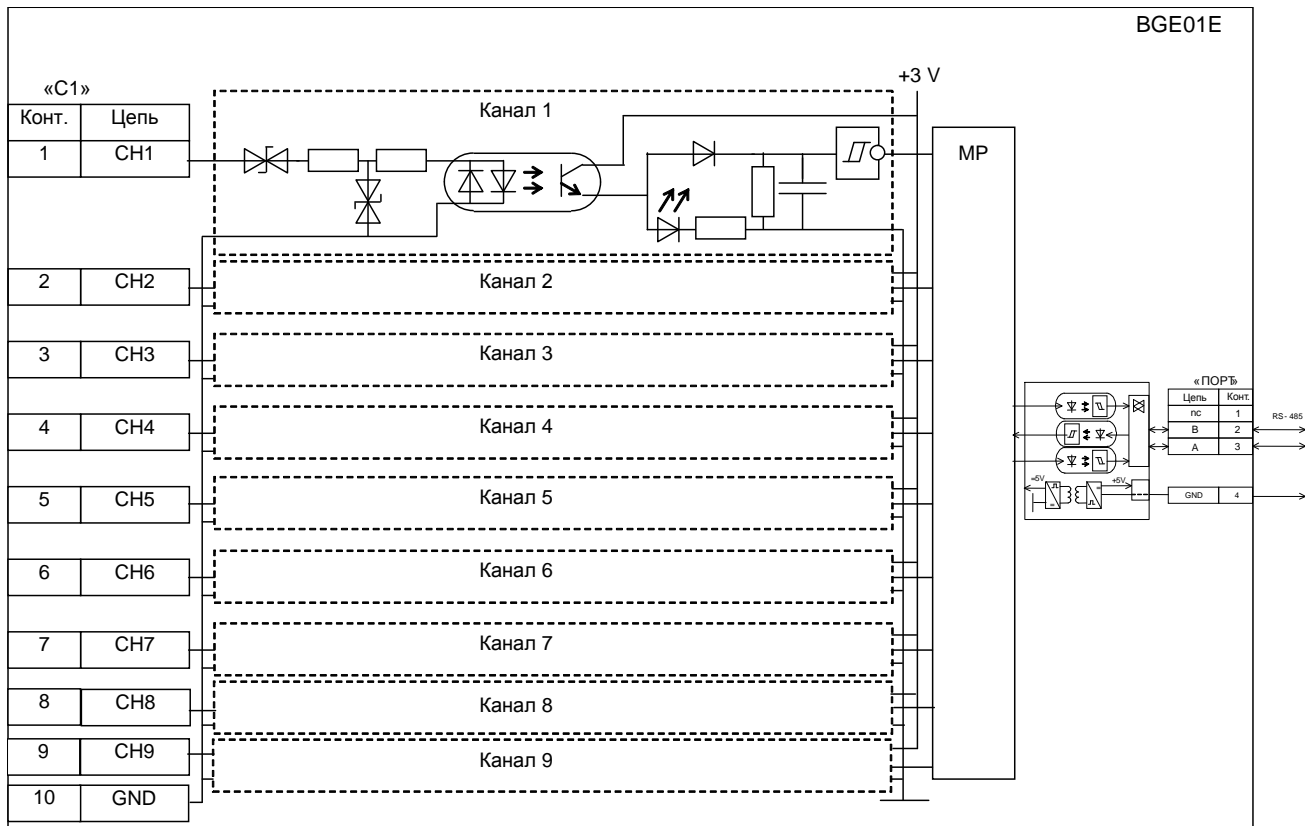 BGE01E
«С1»
+3 V
Конт. Цепь
Канал 1
1 CH1
MP
2 CH2
Канал 2
3 CH3
Канал 3
«ПОРТ»
Цепь Конт.
nc 1
RS-485
B 2
A 3
4 CH4
Канал 4
=5V
+5V
GND 4
5 CH5
Канал 5
6 CH6
Канал 6
7 CH7
Канал 7
8 CH8
Канал 8
9 CH9
Канал 9
10 GND